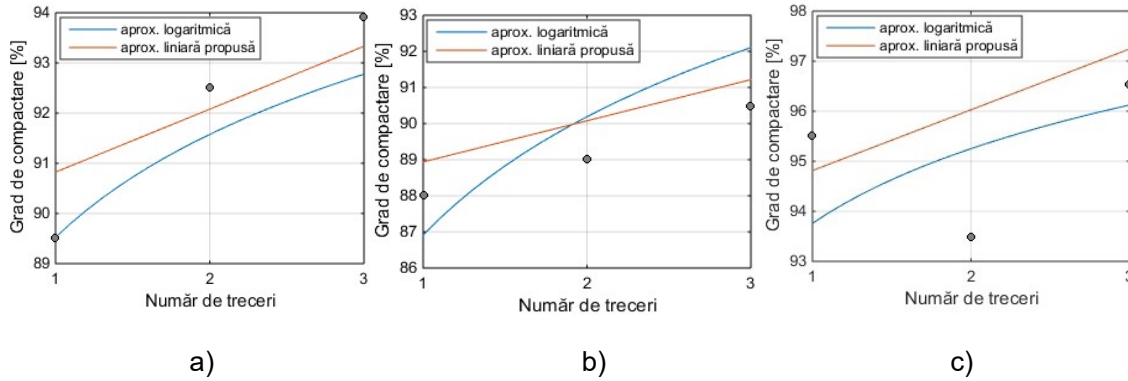 94
93
92
91
90
89
Grad de compactare [%]
aprox. logaritmică
aprox. liniară propusă
1 2 3
Număr de treceri
a)
93
92
91
90
89
88
87
86
Grad de compactare [%]
aprox. logaritmică
aprox. liniară propusă
1 2 3
Număr de treceri
b)
98
97
96
95
94
93
Grad de compactare [%]
aprox. logaritmică
aprox. liniară propusă
1 2 3
Număr de treceri
c)